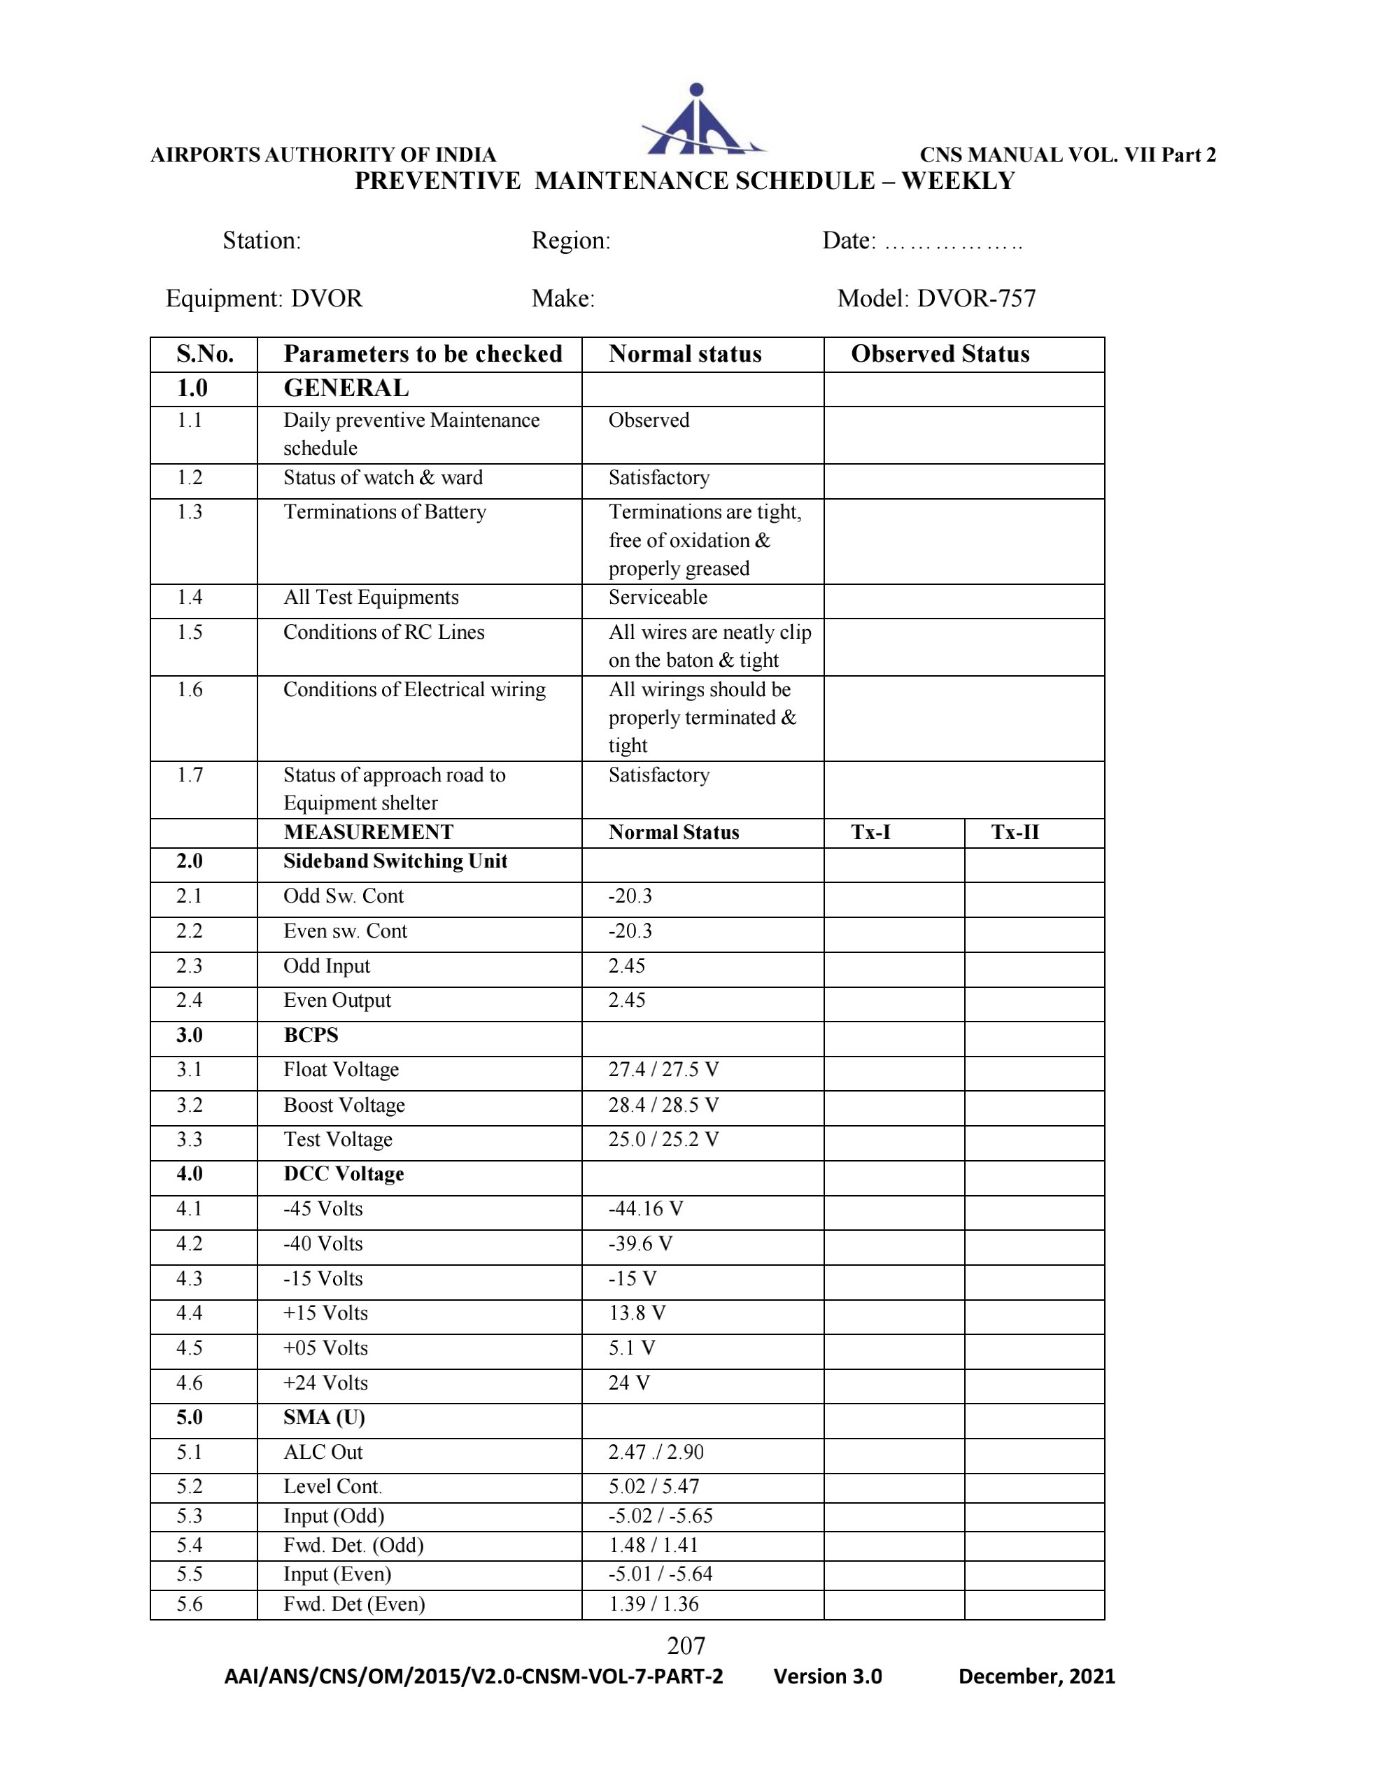 AIRPORTS AUTHORITY OF INDIA CNS MANUAL VOL. VII Part 2
PREVENTIVE MAINTENANCE SCHEDULE – WEEKLY
Station: Region: Date: ……………..
Equipment: DVOR Make: Model: DVOR-757
S.No. Parameters to be checked Normal status Observed Status
1.0 GENERAL
1.1 Daily preventive Maintenance Observed
schedule
1.2 Status of watch & ward Satisfactory
1.3 Terminations of Battery Terminations are tight,
free of oxidation &
properly greased
1.4 All Test Equipments Serviceable
1.5 Conditions of RC Lines All wires are neatly clip
on the baton & tight
1.6 Conditions of Electrical wiring All wirings should be
properly terminated &
tight
1.7 Status of approach road to Satisfactory
Equipment shelter
MEASUREMENT Normal Status Tx-I Tx-II
2.0 Sideband Switching Unit
2.1 Odd Sw. Cont -20.3
2.2 Even sw. Cont -20.3
2.3 Odd Input 2.45
2.4 Even Output 2.45
3.0 BCPS
3.1 Float Voltage 27.4 / 27.5 V
3.2 Boost Voltage 28.4 / 28.5 V
3.3 Test Voltage 25.0 / 25.2 V
4.0 DCC Voltage
4.1 -45 Volts -44.16 V
4.2 -40 Volts -39.6 V
4.3 -15 Volts -15 V
4.4 +15 Volts 13.8 V
4.5 +05 Volts 5.1 V
4.6 +24 Volts 24 V
5.0 SMA (U)
5.1 ALC Out 2.47 ./ 2.90
5.2 Level Cont. 5.02 / 5.47
5.3 Input (Odd) -5.02 / -5.65
5.4 Fwd. Det. (Odd) 1.48 / 1.41
5.5 Input (Even) -5.01 / -5.64
5.6 Fwd. Det (Even) 1.39 / 1.36
207
AAI/ANS/CNS/OM/2015/V2.0-CNSM-VOL-7-PART-2 Version 3.0 December, 2021